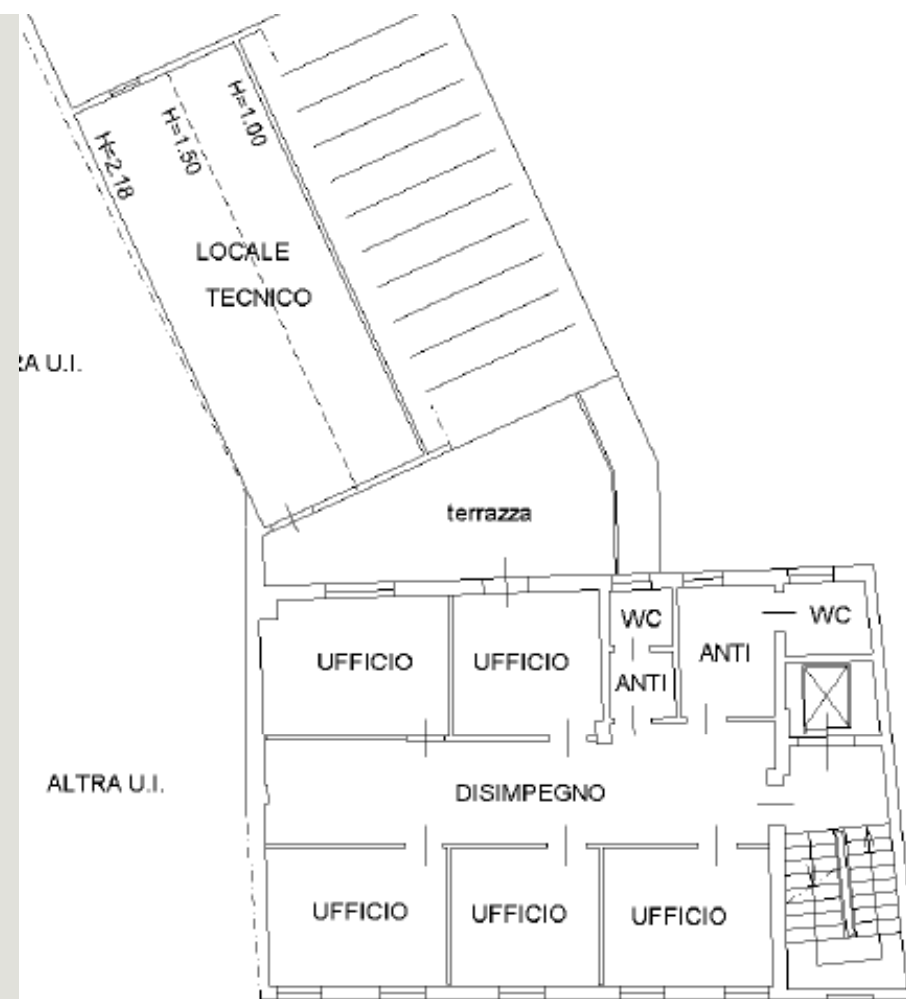 H=2.18
H=1.50
H=1.00
LOCALE
TECNICO
RA U.I.
terrazza
WC
WC
UFFICIO
UFFICIO
ANTI
ANTI
ALTRA U.I.
DISIMPEGNO
UFFICIO
UFFICIO
UFFICIO